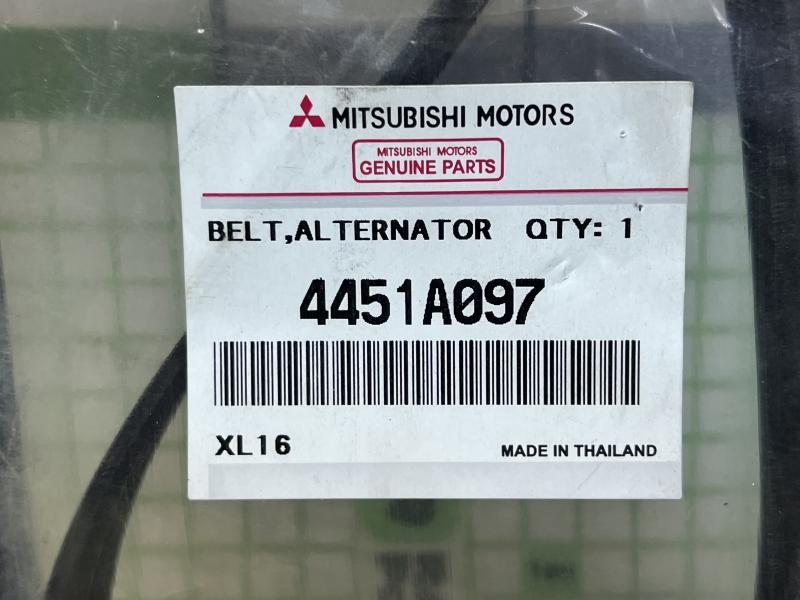 MITSUBISHI MOTORS
MITSUBISHI MOTORS
GENUINE PARTS
BELT,ALTERNATOR QTY: 1
4451A097
XL16 MADE IN THAILAND